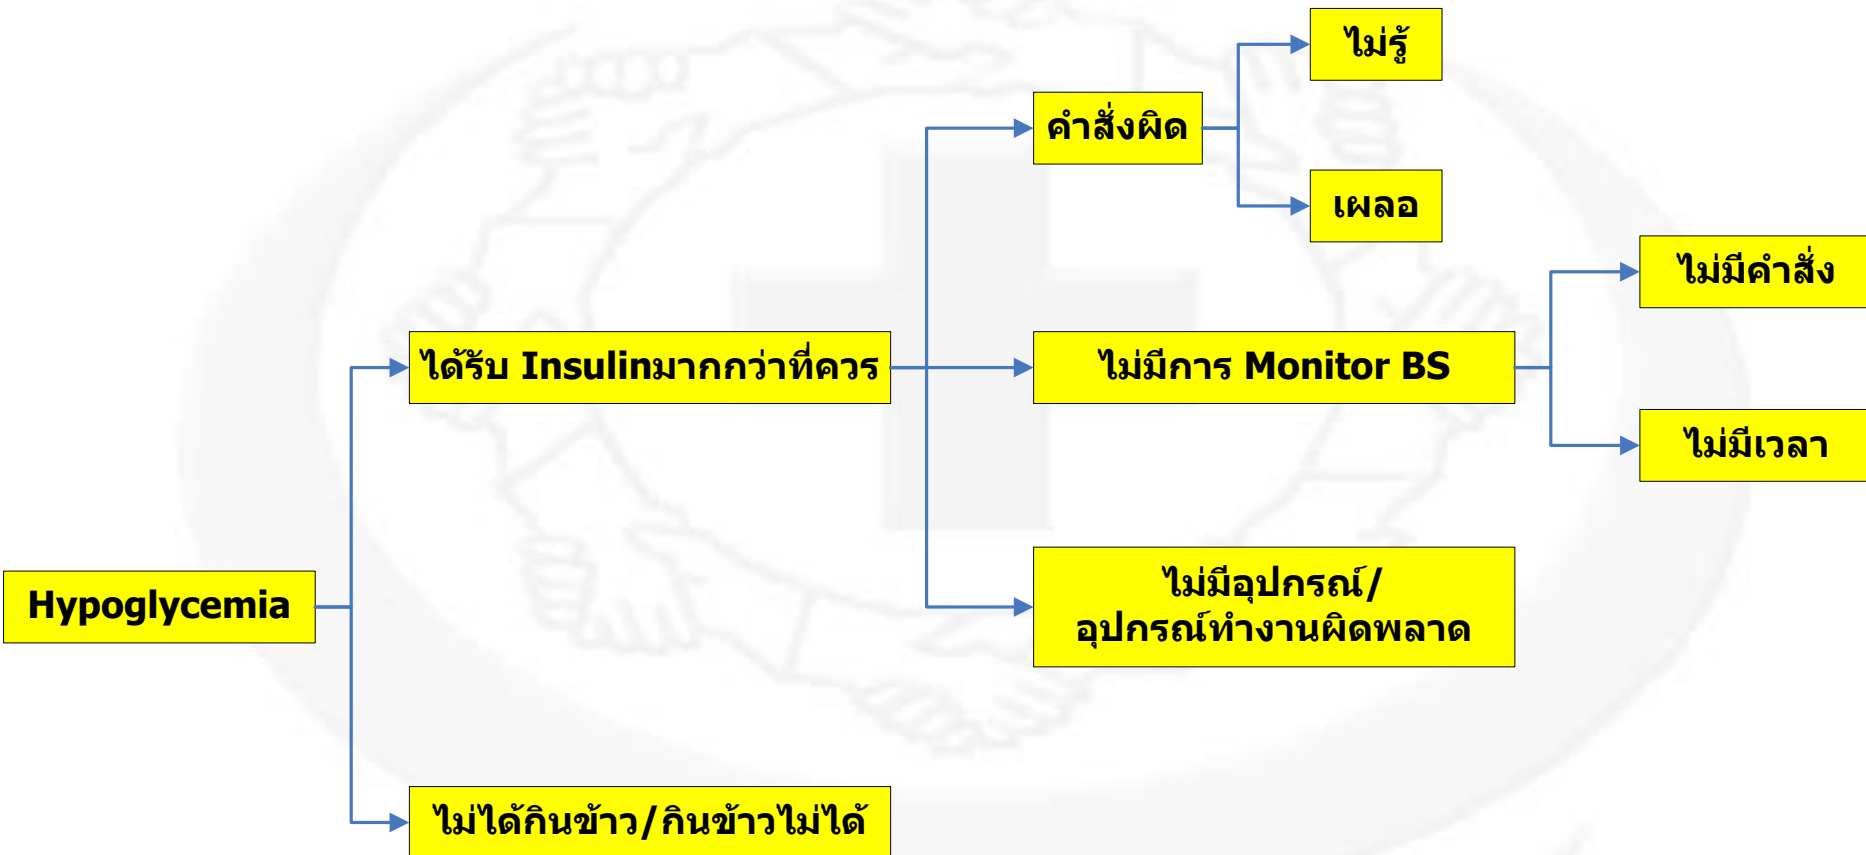 ไม่รู้
คำสั่งผิด
เผลอ
ไม่มีคำสั่ง
ได้รับ Insulinมากกว่าที่ควร
ไม่มีการ Monitor BS
ไม่มีเวลา
ไม่มีอุปกรณ์/
อุปกรณ์ทำงานผิดพลาด
Hypoglycemia
ไม่ได้กินข้าว/กินข้าวไม่ได้